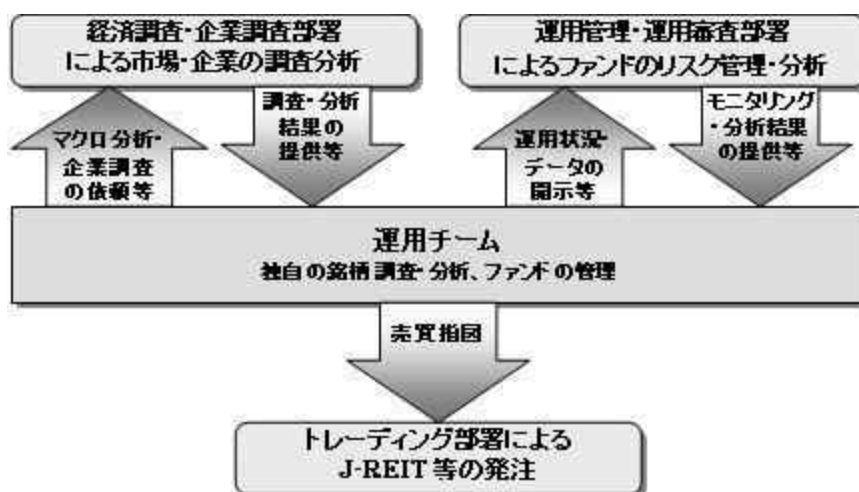 経済調査・企業調査部署
による市場・企業の調査分析
運用管理・運用審査部署
によるファンドのリスク管理・分析
マクロ分析・
企業調査
の依頼等
調査・分析
結果の
提供等
運用状況・
データの
開示等
モニタリング
・分析結果
の提供等
運用チーム
独自の銘柄調査・分析、ファンドの管理
売買指図
トレーディング部署による
J-REIT等の発注